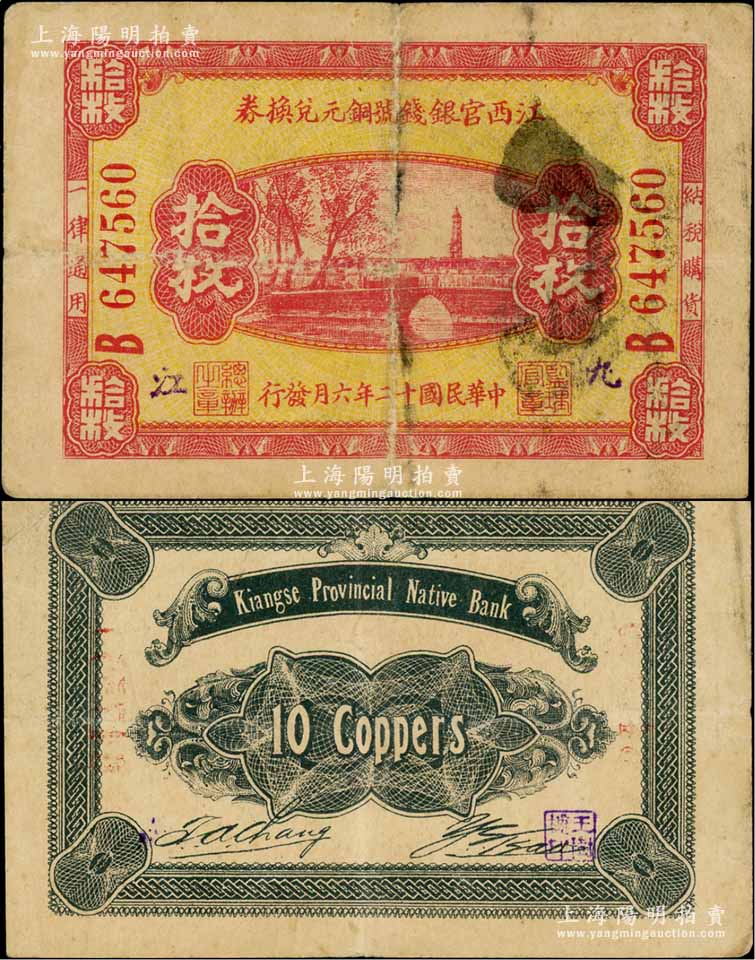 上海陽明拍賣
www.yangmingauction.com
拾枚
拾枚
江西官銀錢號銅元兌換券
納稅購貨
一律通用
B 647560
B 647560
拾枚
拾枚
九
江
總辦之章
中華民國十二年六月發行
拾枚
拾枚
上海陽明拍賣
www.yangmingauction.com
Kiangse Provincial Native Bank
10 Coppers
上海陽明拍賣
www.yangmingauction.com